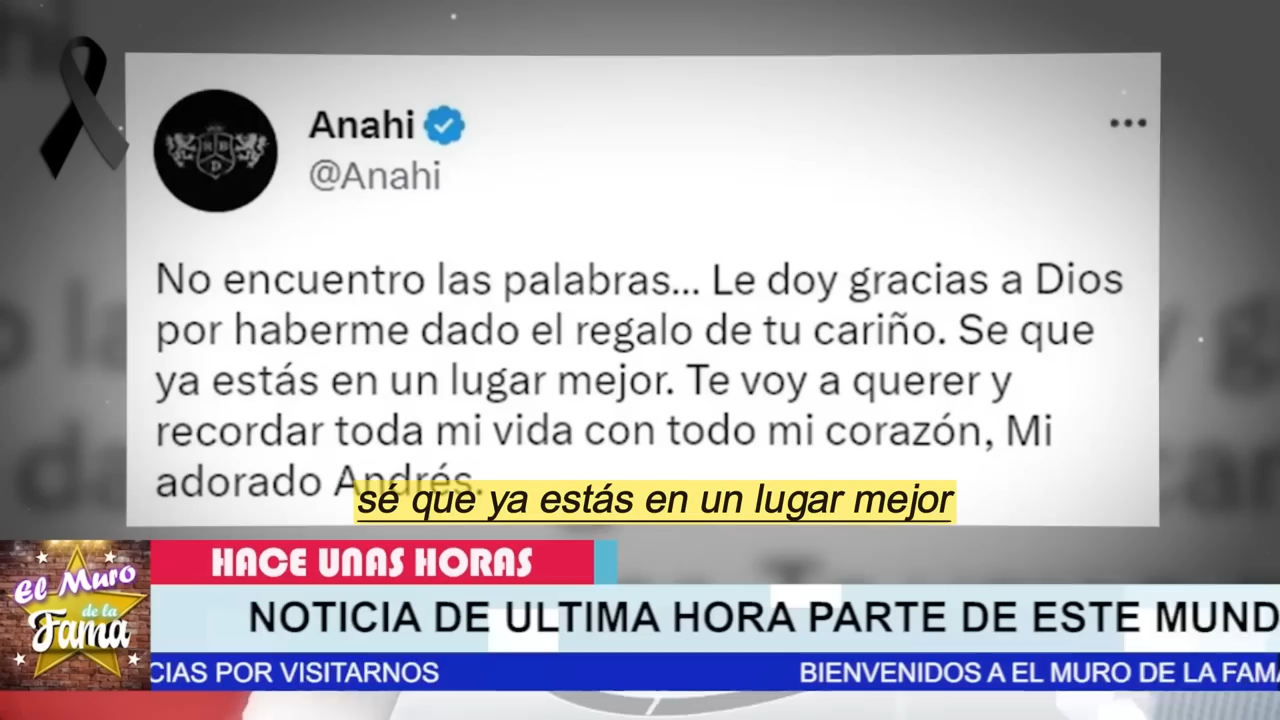 Anahi
@Anahi
No encuentro las palabras... Le doy gracias a Dios
por haberme dado el regalo de tu cariño. Se que
ya estás en un lugar mejor. Te voy a querer y
recordar toda mi vida con todo mi corazón, Mi
adorado Andrés.
sé que ya estás en un lugar mejor
HACE UNAS HORAS
El Muro
de la
Fama
NOTICIA DE ULTIMA HORA PARTE DE ESTE MUND
CIAS POR VISITARNOS BIENVENIDOS A EL MURO DE LA FAMA